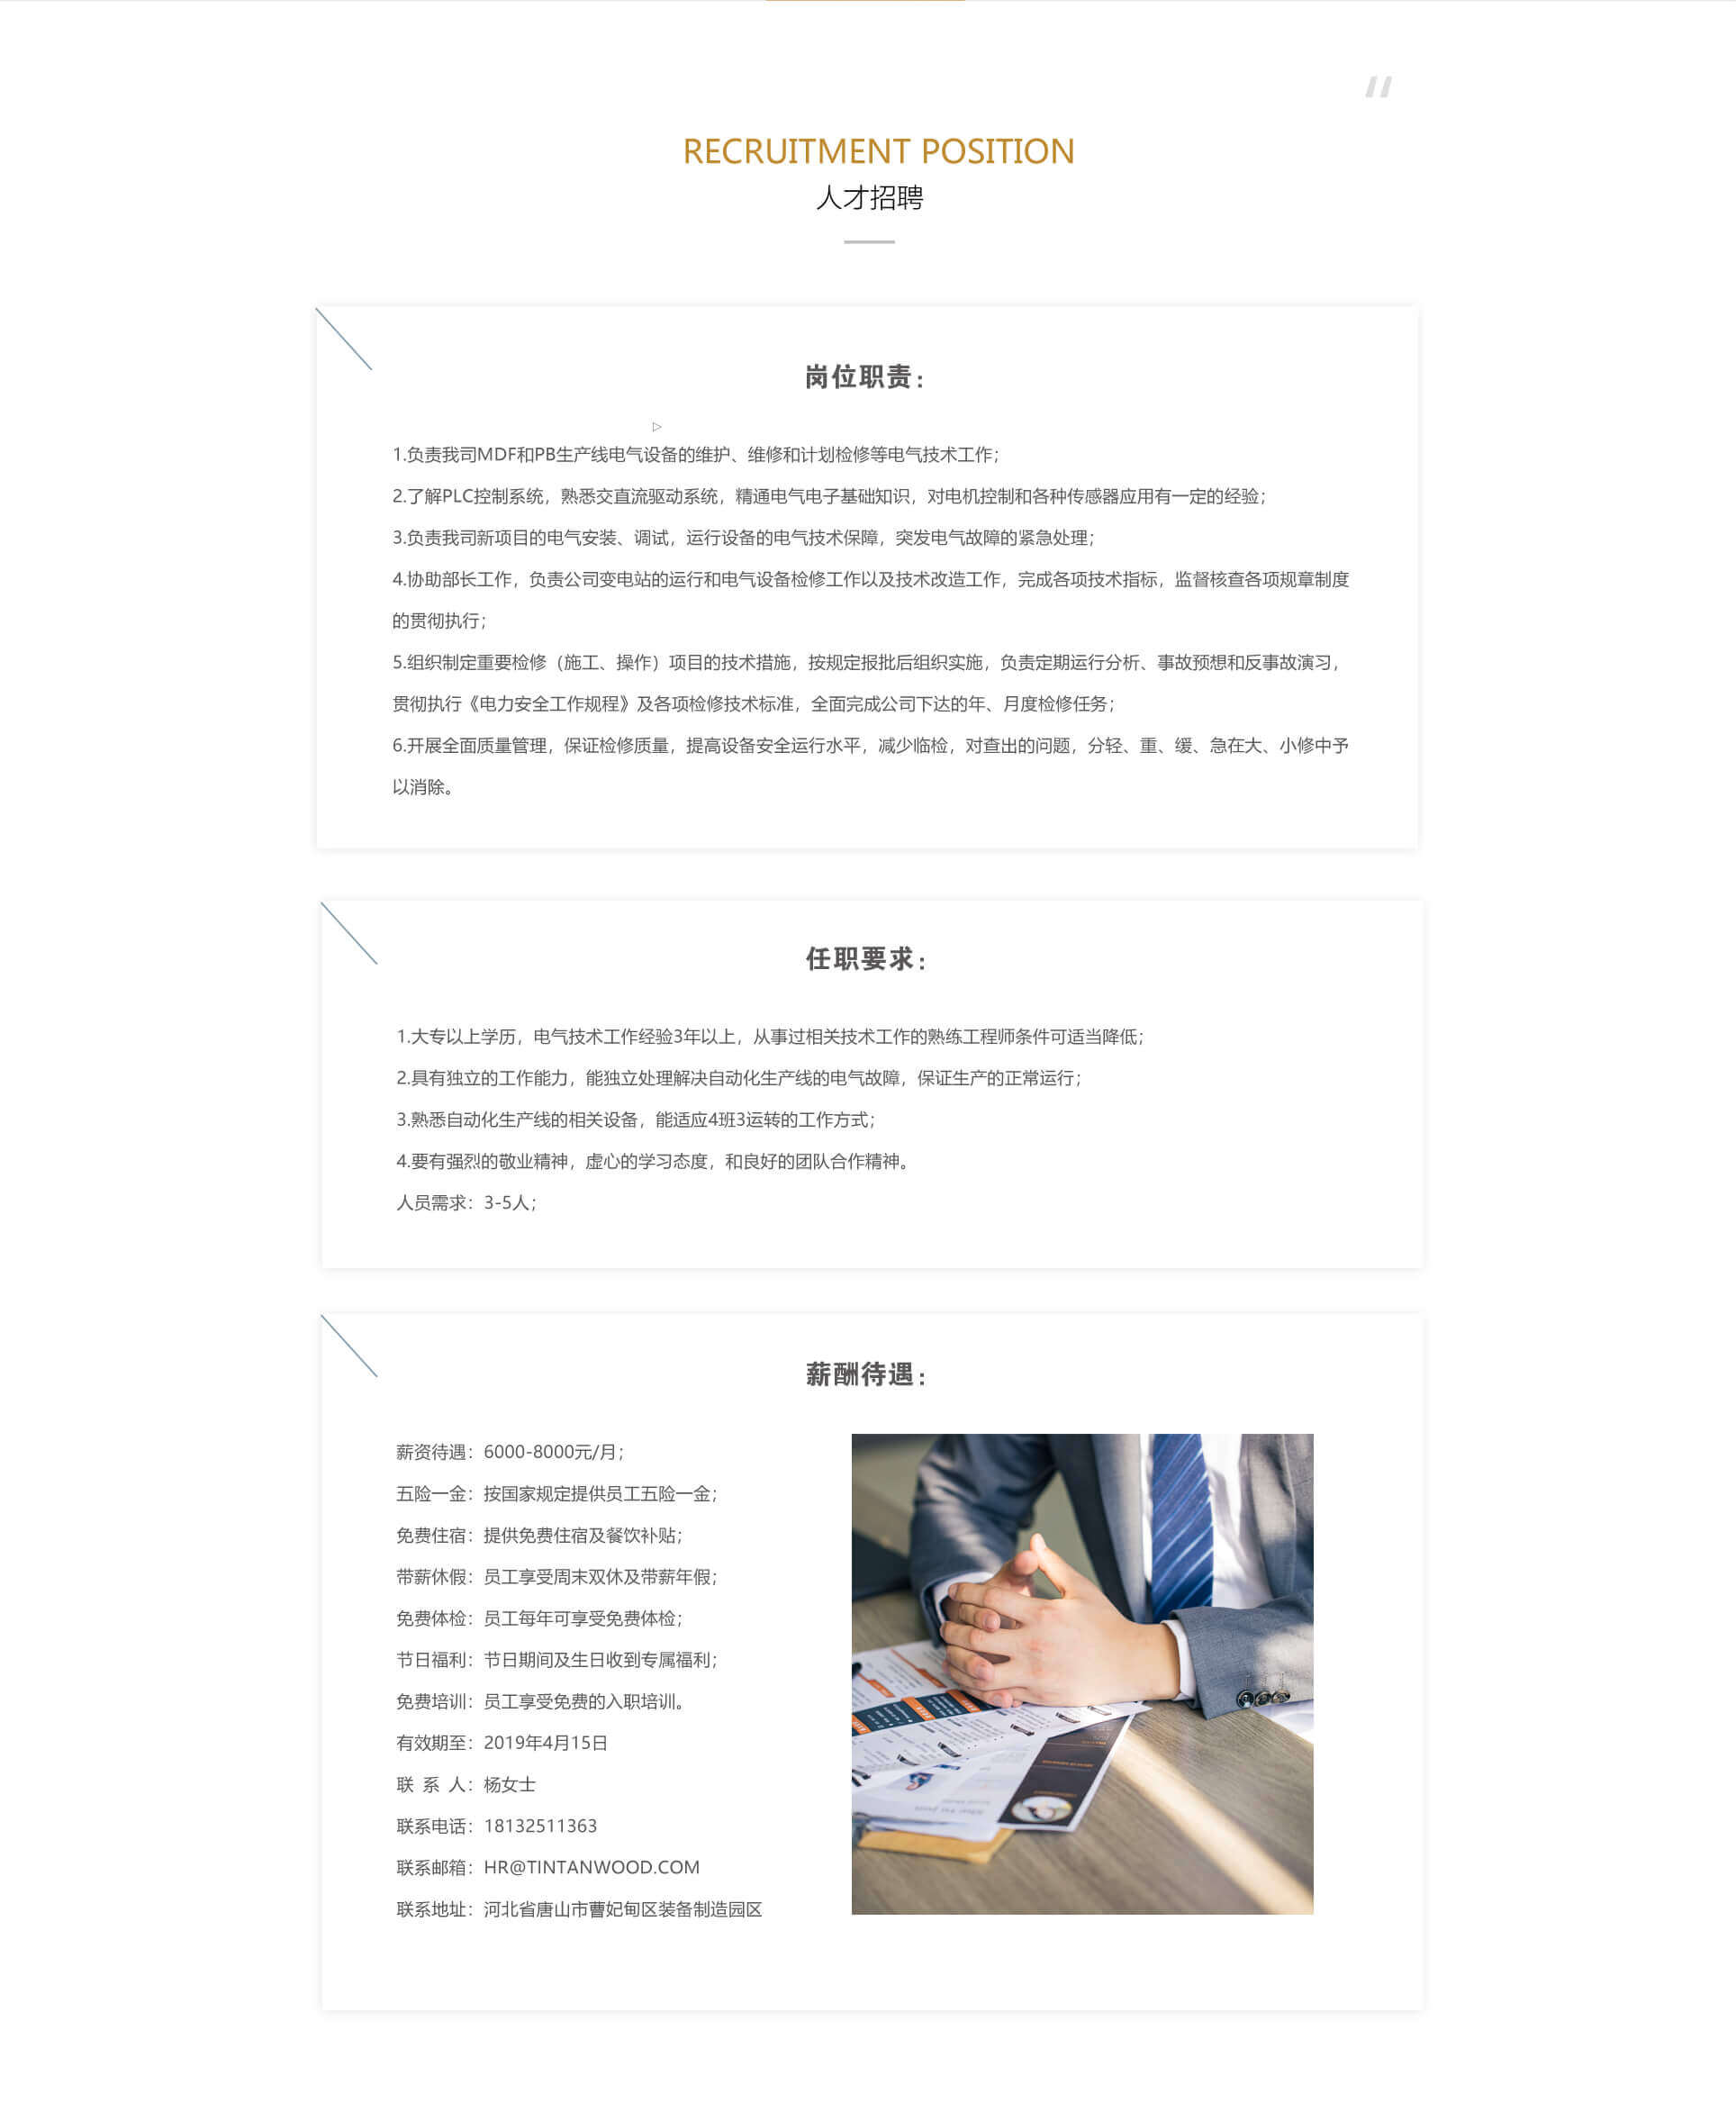 RECRUITMENT POSITION
人才招聘
岗位职责：
1.负责我司MDF和PB生产线电气设备的维护、维修和计划检修等电气技术工作；
2.了解PLC控制系统，熟悉交直流驱动系统，精通电气电子基础知识，对电机控制和各种传感器应用有一定的经验；
3.负责我司新项目的电气安装、调试，运行设备的电气技术保障，突发电气故障的紧急处理；
4.协助部长工作，负责公司变电站的运行和电气设备检修工作以及技术改造工作，完成各项技术指标，监督核查各项规章制度
的贯彻执行；
5.组织制定重要检修（施工、操作）项目的技术措施，按规定报批后组织实施，负责定期运行分析、事故预想和反事故演习，
贯彻执行《电力安全工作规程》及各项检修技术标准，全面完成公司下达的年、月度检修任务；
6.开展全面质量管理，保证检修质量，提高设备安全运行水平，减少临检，对查出的问题，分轻、重、缓、急在大、小修中予
以消除。
任职要求：
1.大专以上学历，电气技术工作经验3年以上，从事过相关技术工作的熟练工程师条件可适当降低；
2.具有独立的工作能力，能独立处理解决自动化生产线的电气故障，保证生产的正常运行；
3.熟悉自动化生产线的相关设备，能适应4班3运转的工作方式；
4.要有强烈的敬业精神，虚心的学习态度，和良好的团队合作精神。
人员需求：3-5人；
薪酬待遇：
薪资待遇：6000-8000元/月；
五险一金：按国家规定提供员工五险一金；
免费住宿：提供免费住宿及餐饮补贴；
带薪休假：员工享受周末双休及带薪年假；
免费体检：员工每年可享受免费体检；
节日福利：节日期间及生日收到专属福利；
免费培训：员工享受免费的入职培训。
有效期至：2019年4月15日
联 系 人：杨女士
联系电话：18132511363
联系邮箱：HR@TINTANWOOD.COM
联系地址：河北省唐山市曹妃甸区装备制造园区